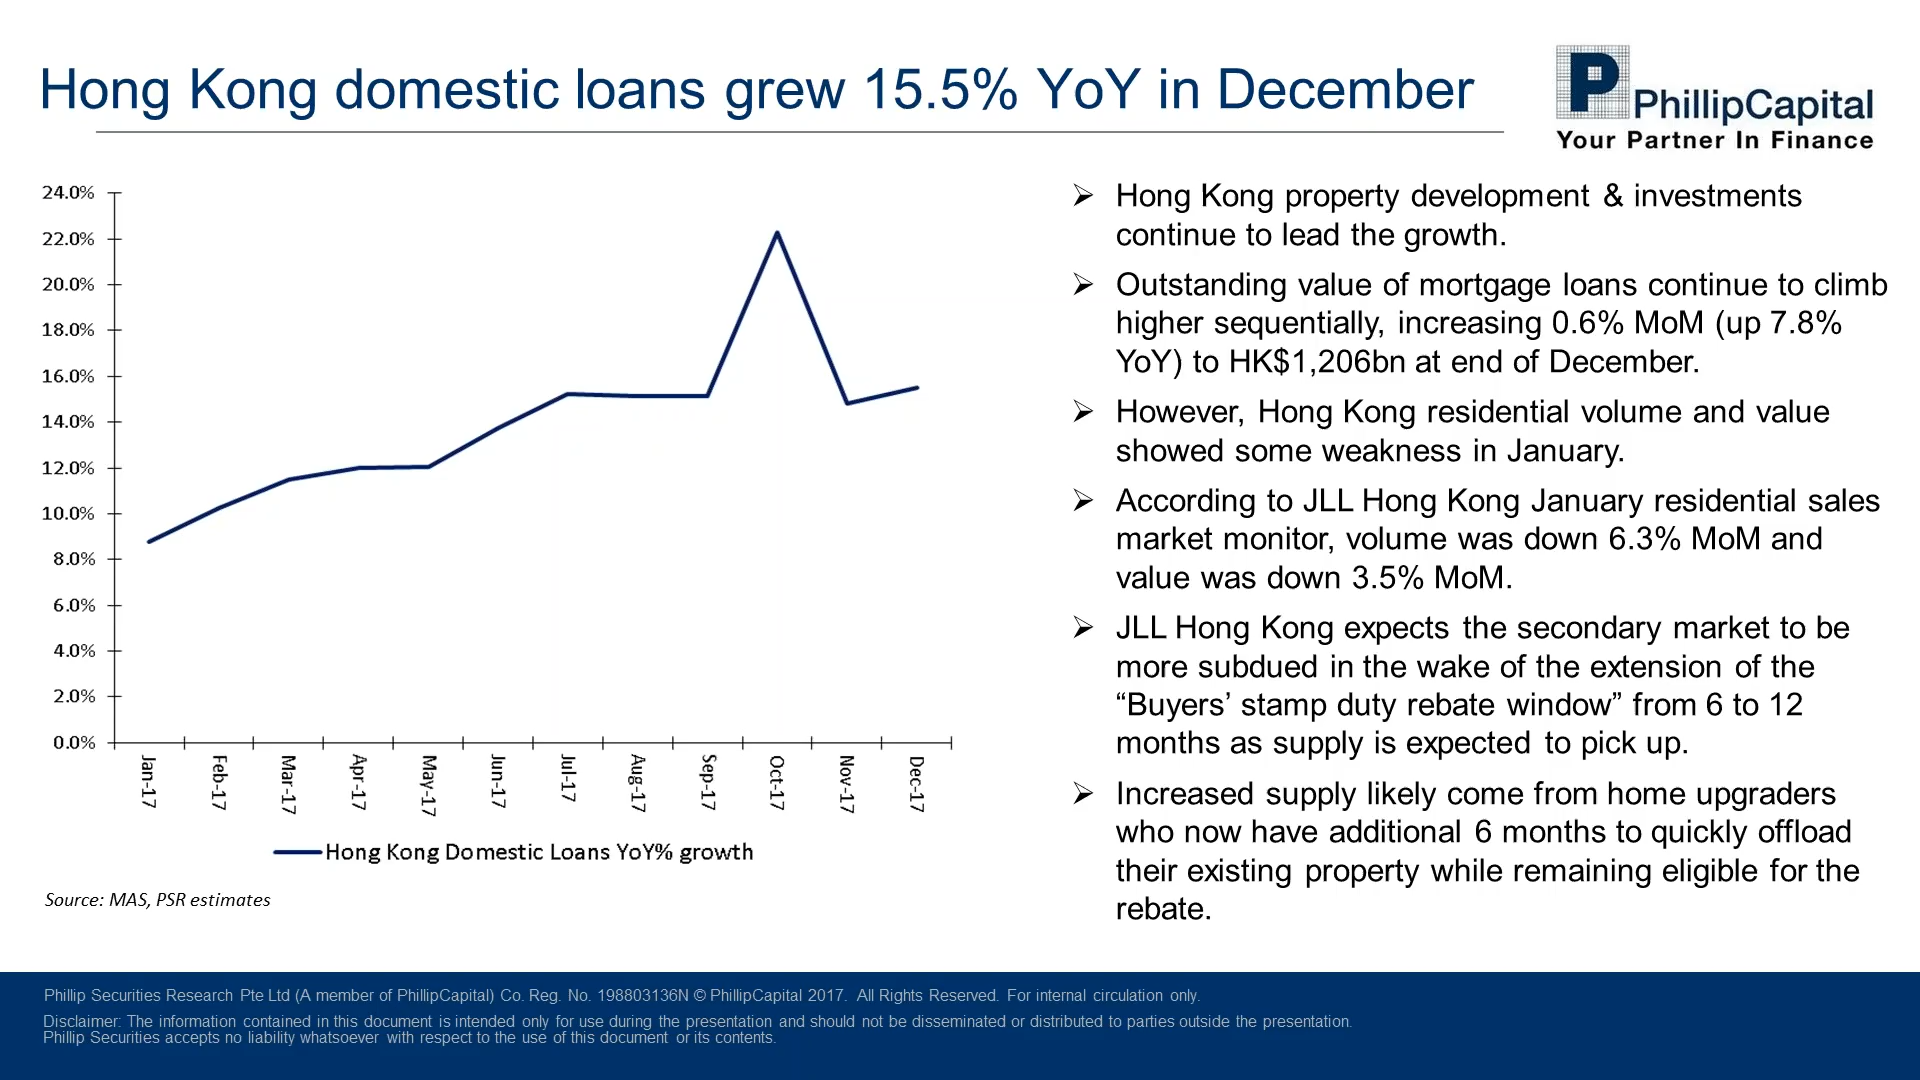 Hong Kong domestic loans grew 15.5% YoY in December
P
PhillipCapital
Your Partner In Finance
24.0%
22.0%
20.0%
18.0%
16.0%
14.0%
12.0%
10.0%
8.0%
6.0%
4.0%
2.0%
0.0%
Jan-17
Feb-17
Mar-17
Apr-17
May-17
Jun-17
Jul-17
Aug-17
Sep-17
Oct-17
Nov-17
Dec-17
Hong Kong Domestic Loans YoY% growth
Source: MAS, PSR estimates
Hong Kong property development & investments
continue to lead the growth.
Outstanding value of mortgage loans continue to climb
higher sequentially, increasing 0.6% MoM (up 7.8%
YoY) to HK$1,206bn at end of December.
However, Hong Kong residential volume and value
showed some weakness in January.
According to JLL Hong Kong January residential sales
market monitor, volume was down 6.3% MoM and
value was down 3.5% MoM.
JLL Hong Kong expects the secondary market to be
more subdued in the wake of the extension of the
“Buyers’ stamp duty rebate window” from 6 to 12
months as supply is expected to pick up.
Increased supply likely come from home upgraders
who now have additional 6 months to quickly offload
their existing property while remaining eligible for the
rebate.
Phillip Securities Research Pte Ltd (A member of PhillipCapital) Co. Reg. No. 198803136N © PhillipCapital 2017. All Rights Reserved. For internal circulation only.
Disclaimer: The information contained in this document is intended only for use during the presentation and should not be disseminated or distributed to parties outside the presentation.
Phillip Securities accepts no liability whatsoever with respect to the use of this document or its contents.